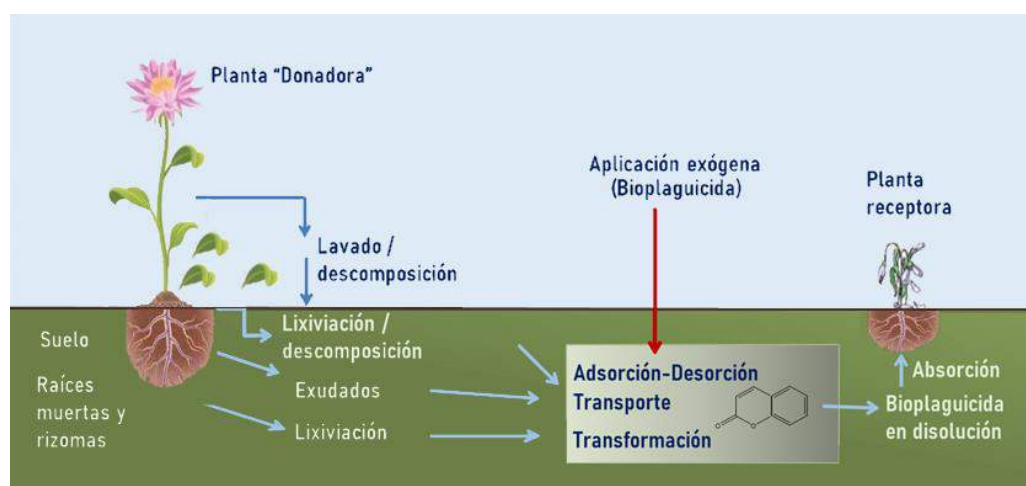 Planta “Donadora”
Lavado /
descomposición
Aplicación exógena
(Bioplaguicida)
Planta
receptora
Suelo
Raíces
muertas y
rizomas
Lixiviación /
descomposición
Exudados
Lixiviación
Adsorción-Desorción
Transporte
Transformación
O
O
Absorción
Bioplaguicida
en disolución